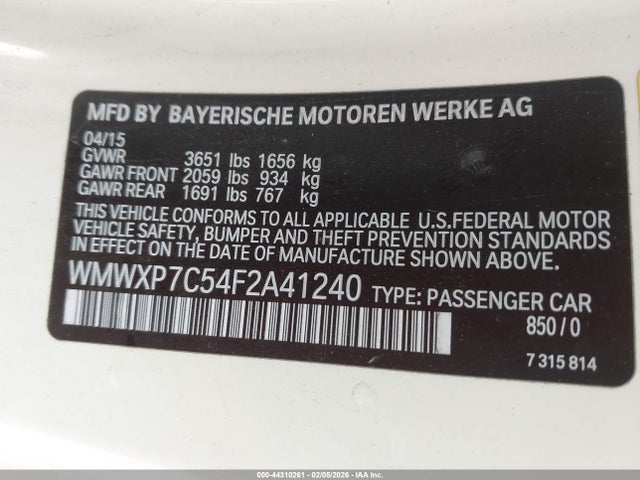 MFD BY BAYERISCHE MOTOREN WERKE AG
04/15
GVWR 3651 lbs 1656 kg
GAWR FRONT 2059 lbs 934 kg
GAWR REAR 1691 lbs 767 kg
THIS VEHICLE CONFORMS TO ALL APPLICABLE U.S.FEDERAL MOTOR
VEHICLE SAFETY, BUMPER AND THEFT PREVENTION STANDARDS
IN EFFECT ON THE DATE OF MANUFACTURE SHOWN ABOVE.
WMWXP7C54F2A41240 TYPE: PASSENGER CAR
850 / 0
7 315 814
000-44310261 - 02/05/2026 - IAA Inc.